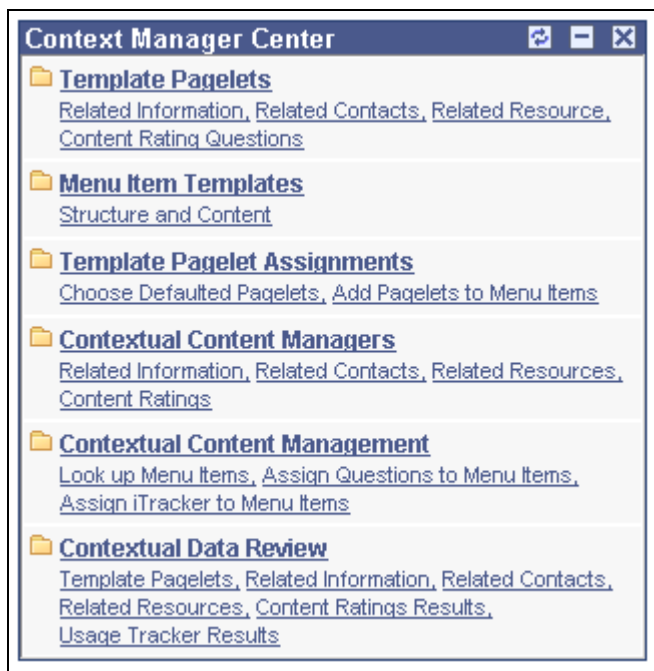 Context Manager Center
Template Pagelets
Related Information, Related Contacts, Related Resource,
Content Rating Questions
Menu Item Templates
Structure and Content
Template Pagelet Assignments
Choose Defaulted Pagelets, Add Pagelets to Menu Items
Contextual Content Managers
Related Information, Related Contacts, Related Resources,
Content Ratings
Contextual Content Management
Look up Menu Items, Assign Questions to Menu Items,
Assign iTracker to Menu Items
Contextual Data Review
Template Pagelets, Related Information, Related Contacts,
Related Resources, Content Ratings Results,
Usage Tracker Results